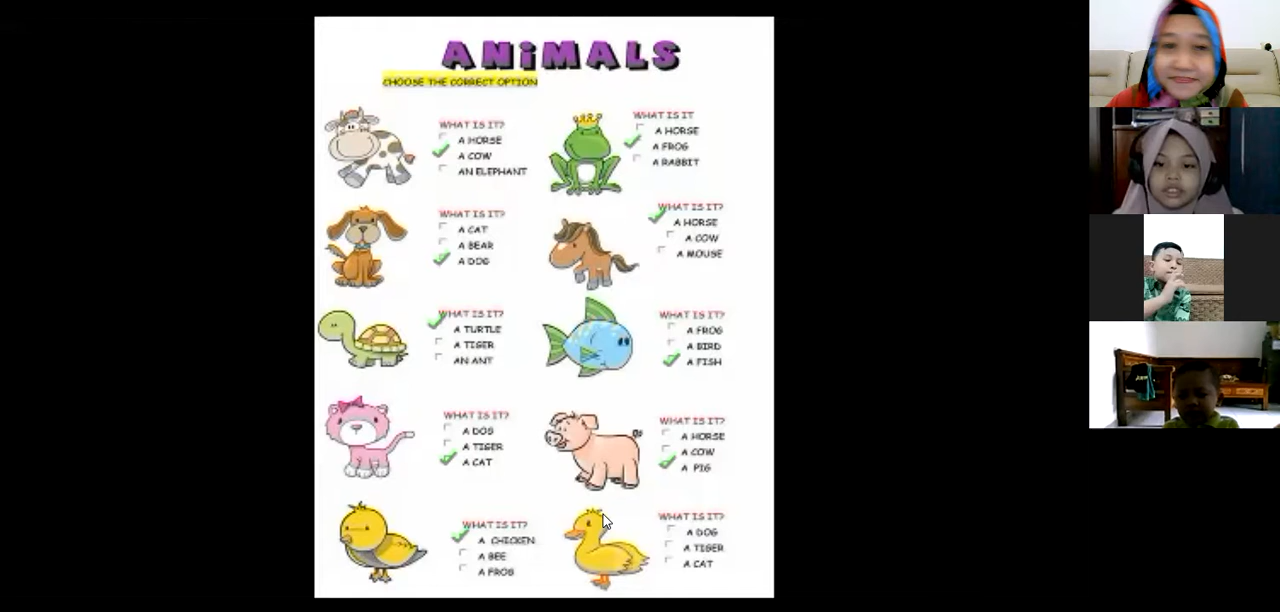 ANiMALS
CHOOSE THE CORRECT OPTION
WHAT IS IT?
A HORSE
A COW
AN ELEPHANT
WHAT IS IT
A HORSE
A FROG
A RABBIT
WHAT IS IT?
A CAT
A BEAR
A DOG
WHAT IS IT?
A HORSE
A COW
A MOUSE
WHAT IS IT?
A TURTLE
A TIGER
AN ANT
WHAT IS IT?
A FROG
A BIRD
A FISH
WHAT IS IT?
A DOG
A TIGER
A CAT
WHAT IS IT?
A HORSE
A COW
A PIG
WHAT IS IT?
A CHICKEN
A BEE
A FROG
WHAT IS IT?
A DOG
A TIGER
A CAT